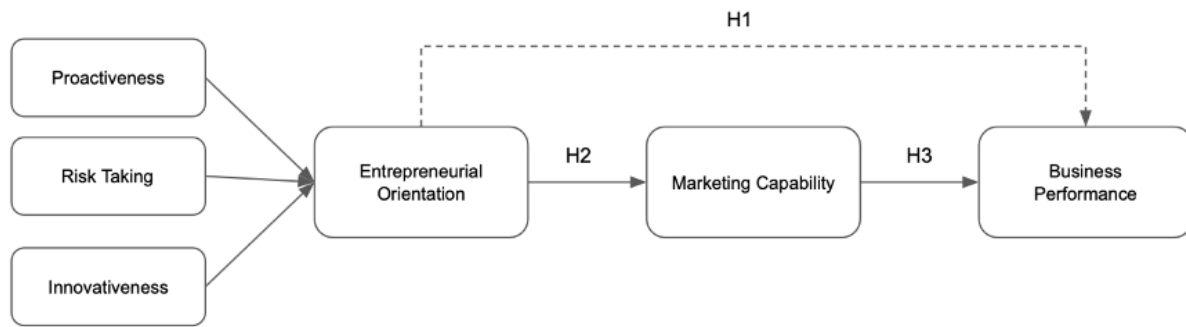 H1
Proactiveness
Risk Taking
Innovativeness
Entrepreneurial
Orientation
H2
Marketing Capability
H3
Business
Performance